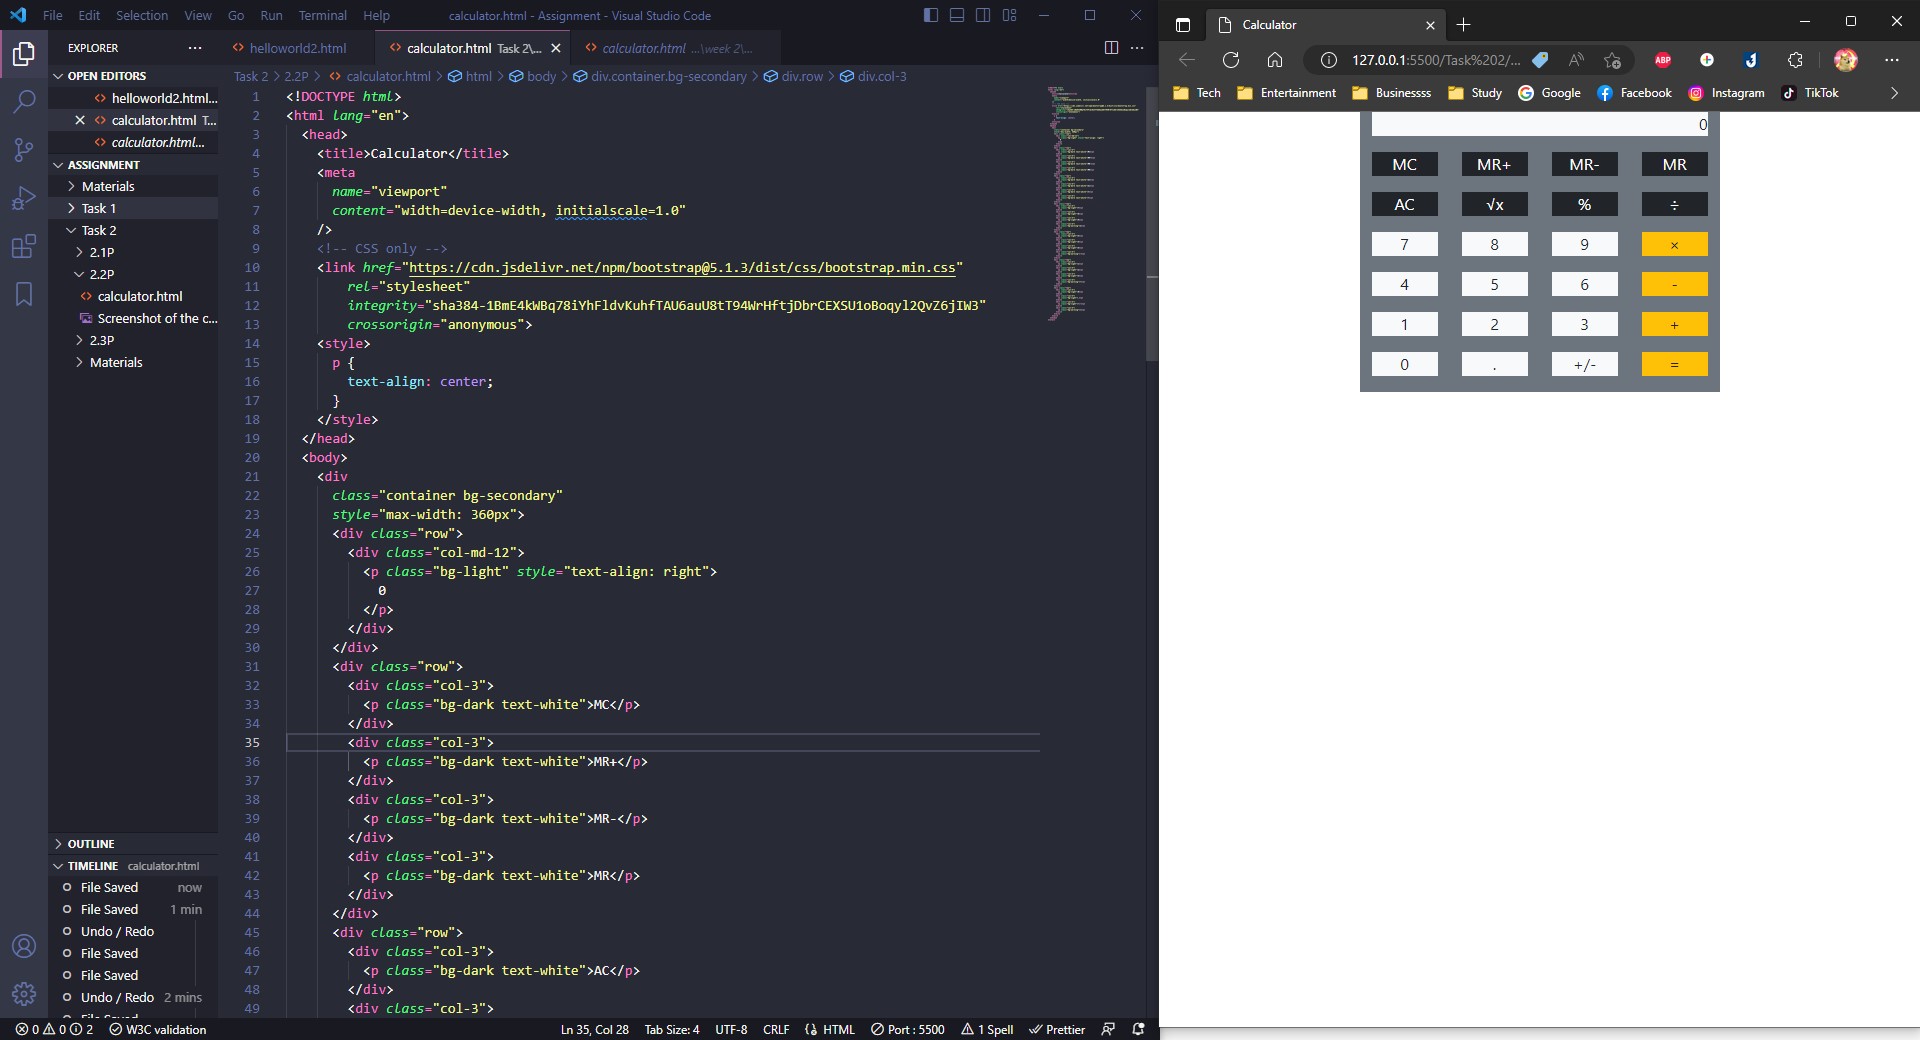 File Edit Selection View Go Run Terminal Help calculator.html - Assignment - Visual Studio Code
EXPLORER
OPEN EDITORS
helloworld2.html...
calculator.html T...
calculator.html...
ASSIGNMENT
Materials
Task 1
Task 2
2.1P
2.2P
calculator.html
Screenshot of the c...
2.3P
Materials
OUTLINE
TIMELINE calculator.html
File Saved now
File Saved 1 min
Undo / Redo
File Saved
File Saved
Undo / Redo 2 mins
File Saved
helloworld2.html calculator.html Task 2\... calculator.html ...\week 2\...
Task 2 > 2.2P > calculator.html > html > body > div.container.bg-secondary > div.row > div.col-3
1 <!DOCTYPE html>
2 <html lang="en">
3 <head>
4 <title>Calculator</title>
5 <meta
6 name="viewport"
7 content="width=device-width, initialscale=1.0"
8 />
9 <!-- CSS only -->
10 <link href="https://cdn.jsdelivr.net/npm/bootstrap@5.1.3/dist/css/bootstrap.min.css"
11 rel="stylesheet"
12 integrity="sha384-1BmE4kWBq78iYhFldvKuhfTAU6auU8tT94WrHftjDbrCEXSU1oBoqyl2QvZ6jIW3"
13 crossorigin="anonymous">
14 <style>
15 p {
16 text-align: center;
17 }
18 </style>
19 </head>
20 <body>
21 <div
22 class="container bg-secondary"
23 style="max-width: 360px">
24 <div class="row">
25 <div class="col-md-12">
26 <p class="bg-light" style="text-align: right">
27 0
28 </p>
29 </div>
30 </div>
31 <div class="row">
32 <div class="col-3">
33 <p class="bg-dark text-white">MC</p>
34 </div>
35 <div class="col-3">
36 <p class="bg-dark text-white">MR+</p>
37 </div>
38 <div class="col-3">
39 <p class="bg-dark text-white">MR-</p>
40 </div>
41 <div class="col-3">
42 <p class="bg-dark text-white">MR</p>
43 </div>
44 </div>
45 <div class="row">
46 <div class="col-3">
47 <p class="bg-dark text-white">AC</p>
48 </div>
49 <div class="col-3">
0 0 2 W3C validation Ln 35, Col 28 Tab Size: 4 UTF-8 CRLF HTML Port : 5500 1 Spell Prettier
Calculator
127.0.0.1:5500/Task%202/...
ABP
Tech Entertainment Businessss Study Google Facebook Instagram TikTok
0
MC MR+ MR- MR
AC √x % ÷
7 8 9 ×
4 5 6 -
1 2 3 +
0 . +/- =